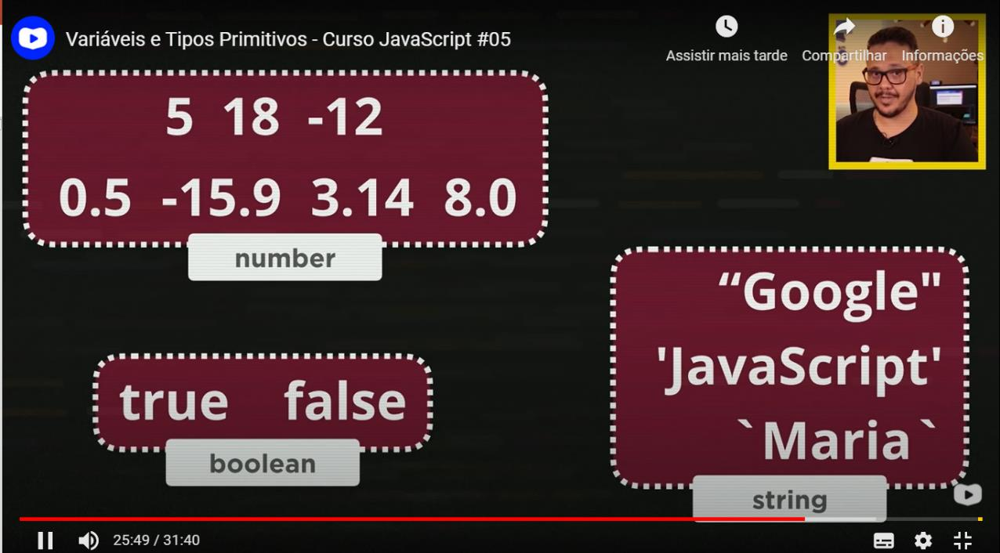 Variáveis e Tipos Primitivos - Curso JavaScript #05
Assistir mais tarde
Compartilhar
Informações
5 18 -12
0.5 -15.9 3.14 8.0
number
true false
boolean
“Google"
'JavaScript'
`Maria`
string
25:49 / 31:40